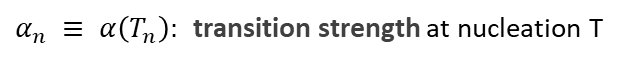 αₙ ≡ α(Tₙ): transition strength at nucleation T